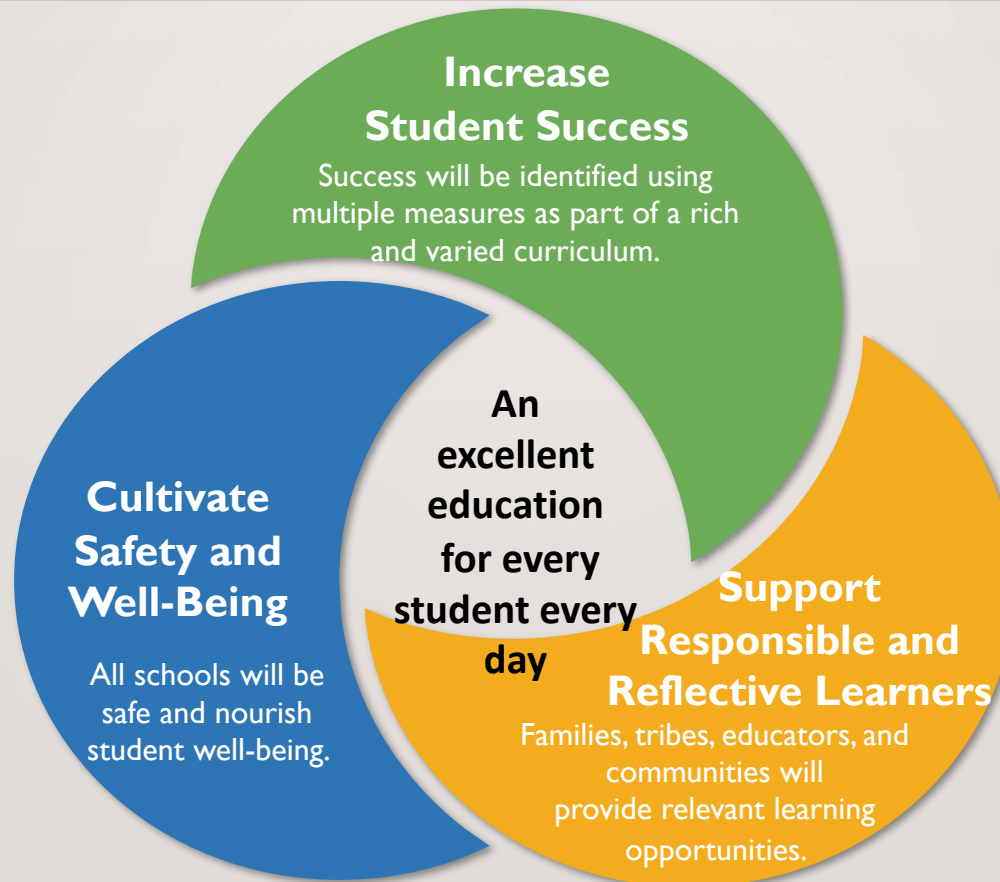 Increase
Student Success
Success will be identified using
multiple measures as part of a rich
and varied curriculum.
An
excellent
education
for every
student every
day
Cultivate
Safety and
Well-Being
All schools will be
safe and nourish
student well-being.
Support
Responsible and
Reflective Learners
Families, tribes, educators, and
communities will
provide relevant learning
opportunities.